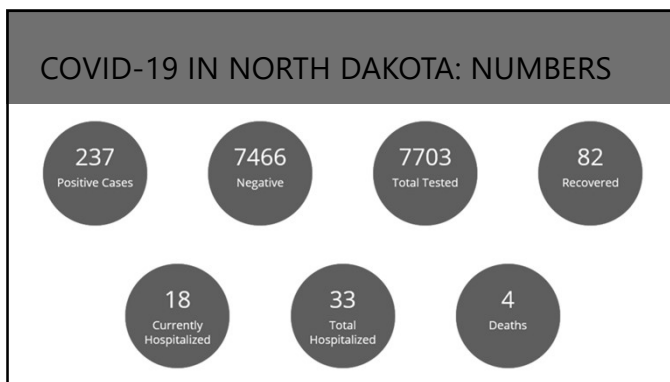 COVID-19 IN NORTH DAKOTA: NUMBERS
237
Positive Cases
7466
Negative
7703
Total Tested
82
Recovered
18
Currently
Hospitalized
33
Total
Hospitalized
4
Deaths